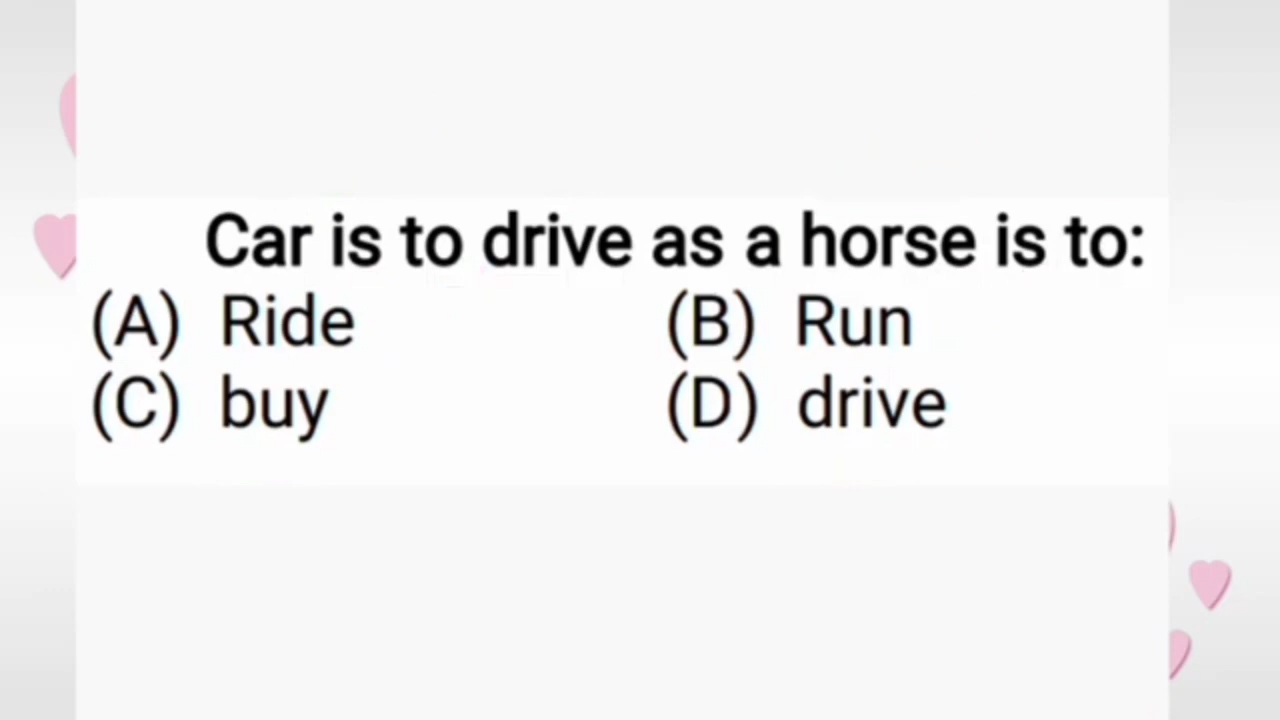 Car is to drive as a horse is to:
(A) Ride (B) Run
(C) buy (D) drive